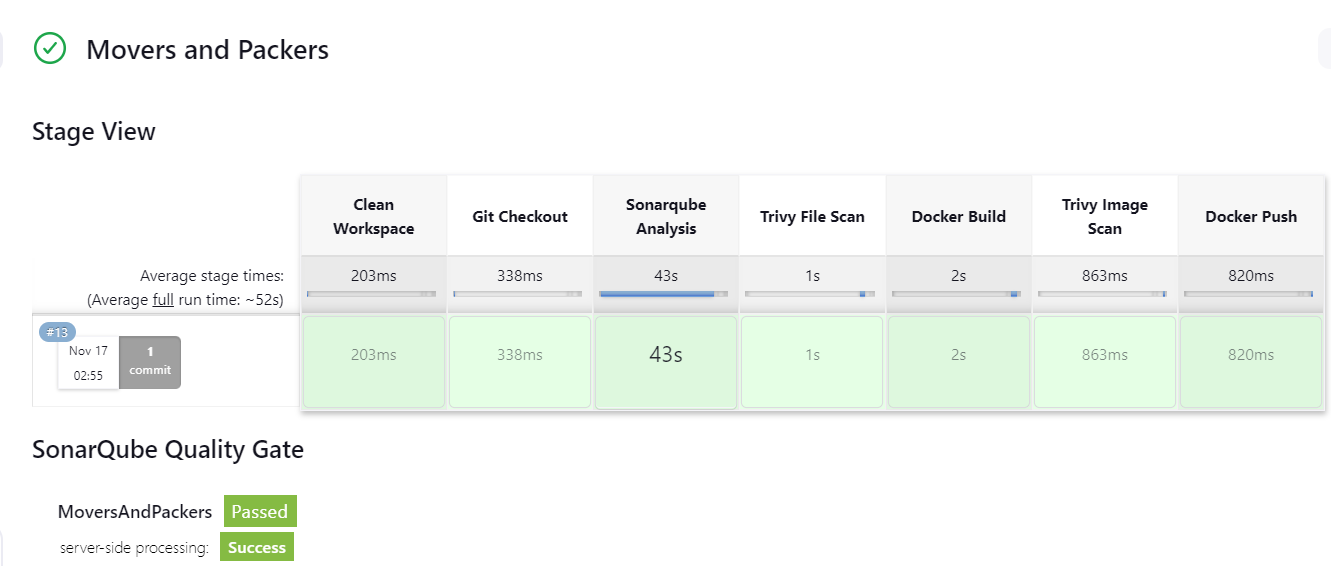 Movers and Packers
Stage View
Clean Workspace
Git Checkout
Sonarqube Analysis
Trivy File Scan
Docker Build
Trivy Image Scan
Docker Push
Average stage times:
(Average full run time: ~52s)
203ms 338ms 43s 1s 2s 863ms 820ms
#13
Nov 17
02:55
1
commit
203ms 338ms 43s 1s 2s 863ms 820ms
SonarQube Quality Gate
MoversAndPackers Passed
server-side processing: Success